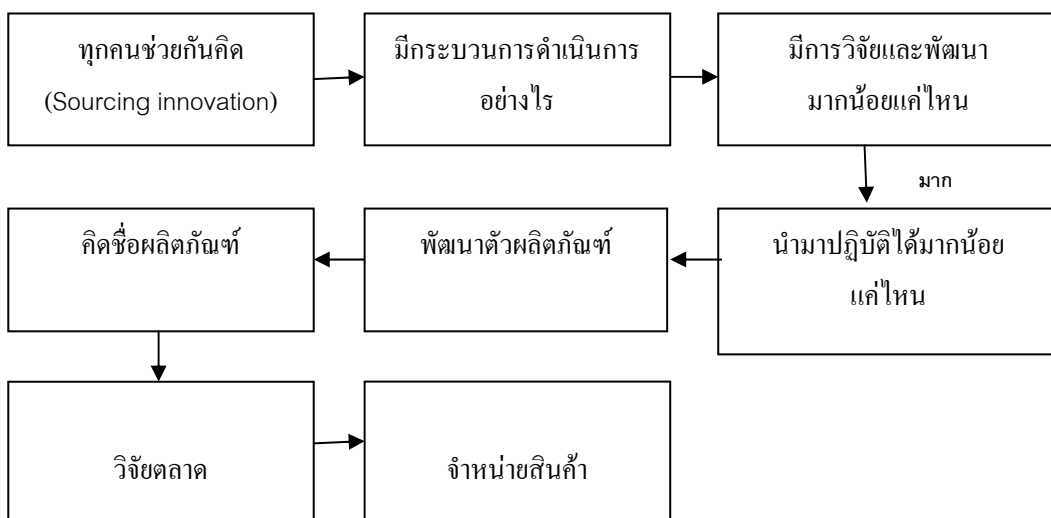 ทุกคนช่วยกันคิด
(Sourcing innovation)
มีกระบวนการดำเนินการ
อย่างไร
มีการวิจัยและพัฒนา
มากน้อยแค่ไหน
มาก
คิดชื่อผลิตภัณฑ์
พัฒนาตัวผลิตภัณฑ์
นำมาปฏิบัติได้มากน้อย
แค่ไหน
วิจัยตลาด
จำหน่ายสินค้า